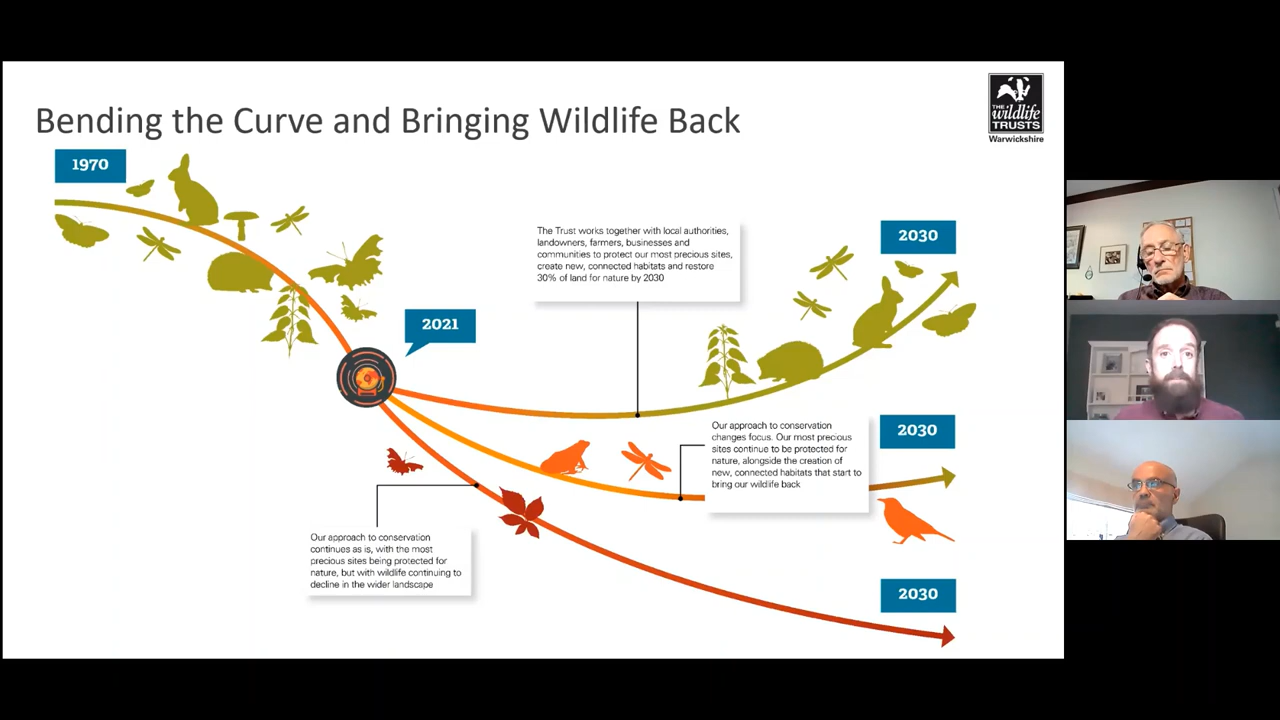 Bending the Curve and Bringing Wildlife Back
THE
wildlife
TRUSTS
Warwickshire
1970
2021
The Trust works together with local authorities,
landowners, farmers, businesses and
communities to protect our most precious sites,
create new, connected habitats and restore
30% of land for nature by 2030
2030
Our approach to conservation
changes focus. Our most precious
sites continue to be protected for
nature, alongside the creation of
new, connected habitats that start to
bring our wildlife back
2030
Our approach to conservation
continues as is, with the most
precious sites being protected for
nature, but with wildlife continuing to
decline in the wider landscape
2030